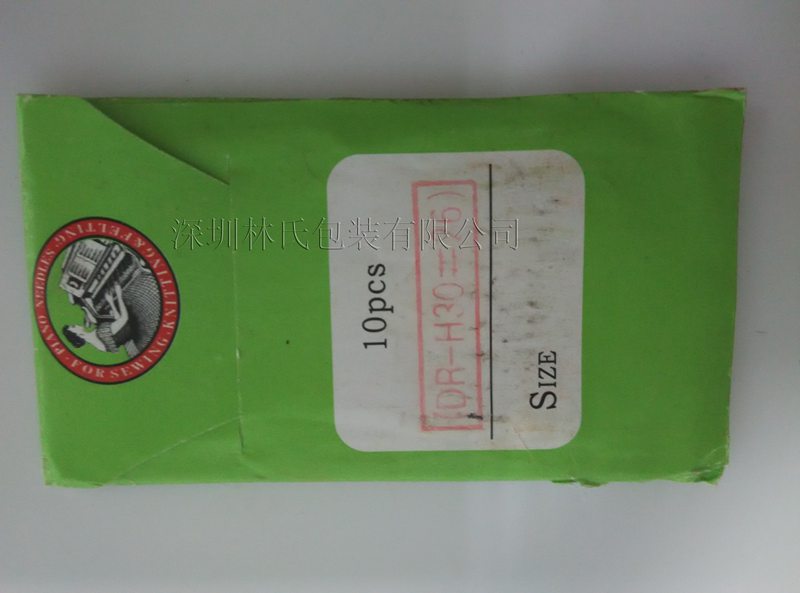 深圳林氏包装有限公司
PIANO NEEDLES
FOR SEWING·KNITTING&FELTING
10pcs
SIZE